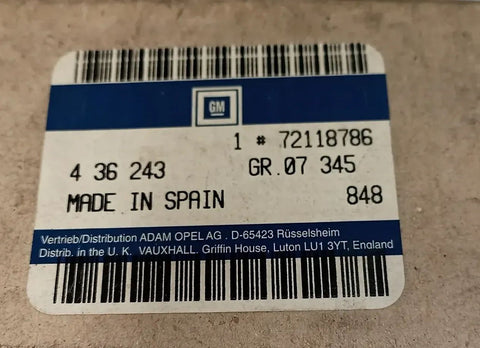 GM
1 # 72118786
4 36 243 GR.07 345
MADE IN SPAIN 848
Vertrieb/Distribution ADAM OPEL AG . D-65423 Rüsselsheim
Distrib. in the U. K. VAUXHALL. Griffin House, Luton LU1 3YT, England